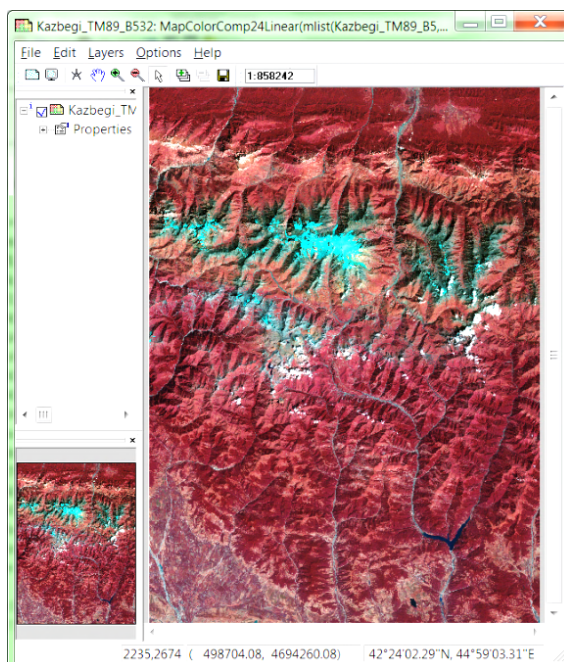 Kazbegi_TM89_B532: MapColorComp24Linear(mlist(Kazbegi_TM89_B5,...
File Edit Layers Options Help
1:858242
Kazbegi_TM
Properties
2235,2674 ( 498704.08, 4694260.08) 42°24'02.29"N, 44°59'03.31"E